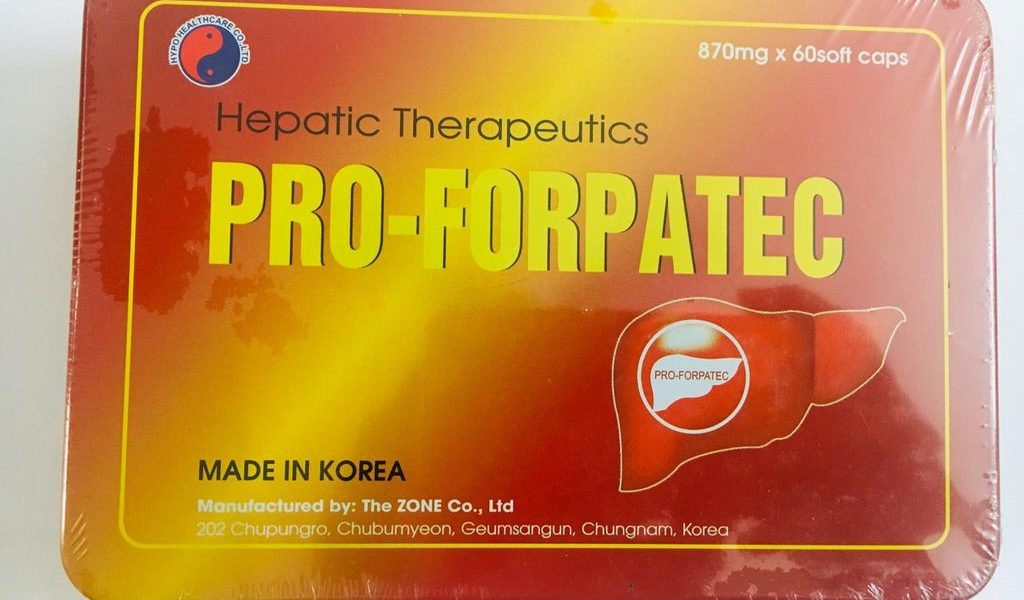 HYPO HEALTHCARE CO.,LTD
870mg x 60soft caps
Hepatic Therapeutics
PRO-FORPATEC
PRO-FORPATEC
MADE IN KOREA
Manufactured by: The ZONE Co., Ltd
202 Chupungro, Chubumyeon, Geumsangun, Chungnam, Korea